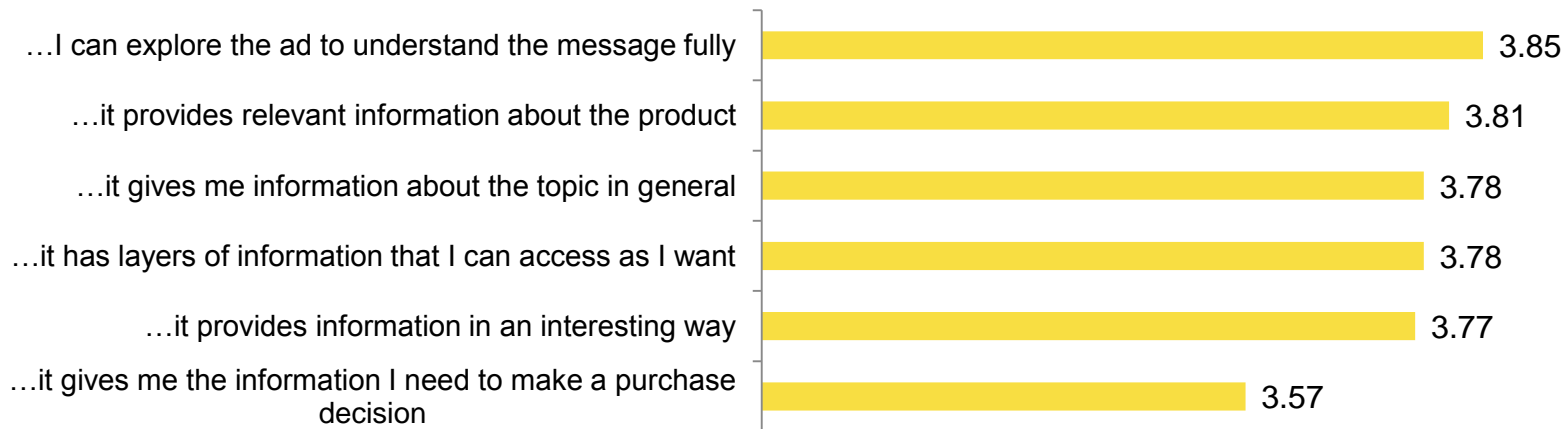 …I can explore the ad to understand the message fully 3.85
…it provides relevant information about the product 3.81
…it gives me information about the topic in general 3.78
…it has layers of information that I can access as I want 3.78
…it provides information in an interesting way 3.77
…it gives me the information I need to make a purchase
decision 3.57